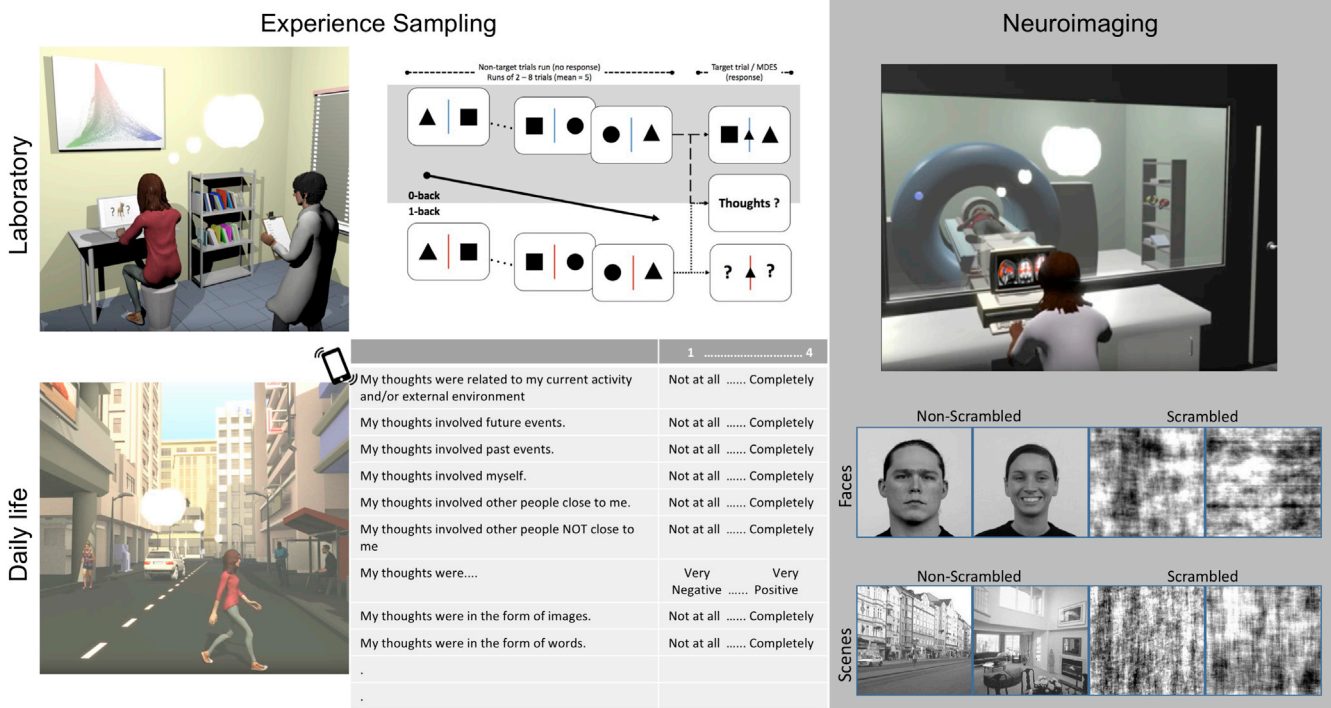 Experience Sampling
Neuroimaging
Laboratory
Non-target trials run (no response)
Runs of 2 – 8 trials (mean = 5)
Target trial / MDES
(response)
0-back
1-back
Thoughts ?
? ?
? ?
Daily life
1 ............................ 4
My thoughts were related to my current activity
and/or external environment
Not at all ...... Completely
My thoughts involved future events.
Not at all ...... Completely
My thoughts involved past events.
Not at all ...... Completely
My thoughts involved myself.
Not at all ...... Completely
My thoughts involved other people close to me.
Not at all ...... Completely
My thoughts involved other people NOT close to
me
Not at all ...... Completely
My thoughts were....
Very Very
Negative ...... Positive
My thoughts were in the form of images.
Not at all ...... Completely
My thoughts were in the form of words.
Not at all ...... Completely
.
.
Non-Scrambled
Scrambled
Faces
Non-Scrambled
Scrambled
Scenes